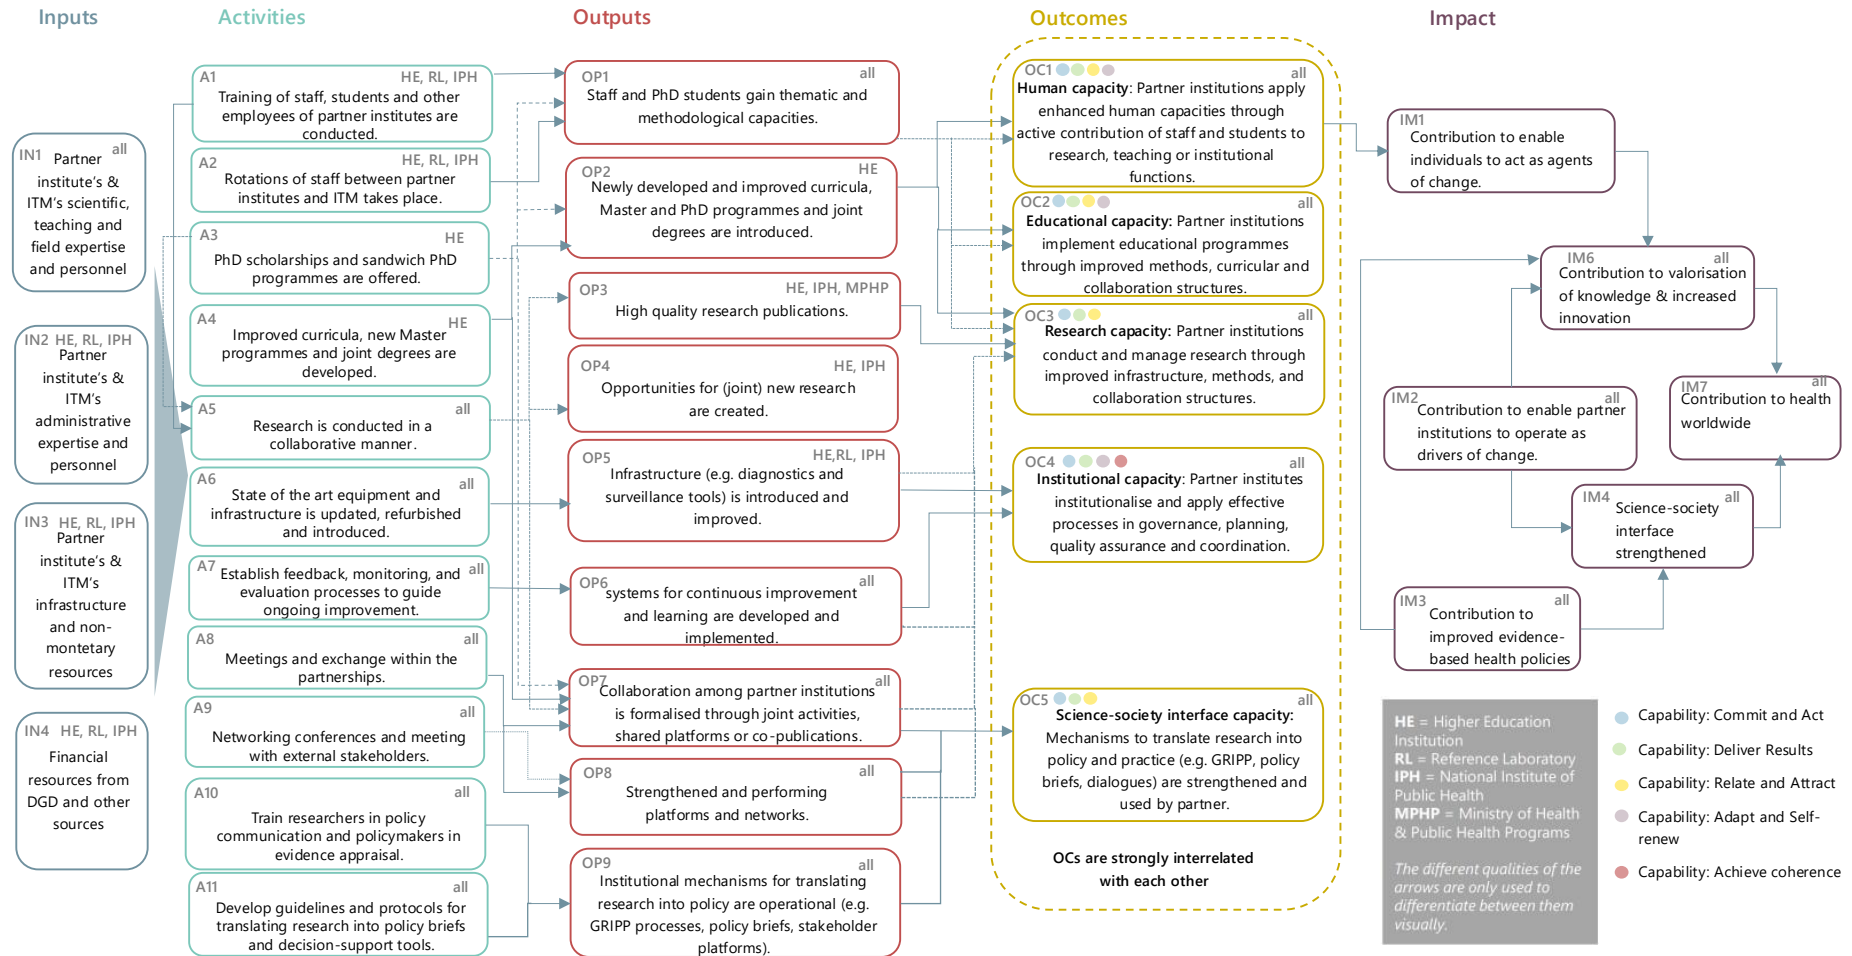 Inputs
Activities
Outputs
Outcomes
Impact
IN1 all
Partner
institute's &
ITM's scientific,
teaching and
field expertise
and personnel
IN2 HE, RL, IPH
Partner
institute's &
ITM's
administrative
expertise and
personnel
IN3 HE, RL, IPH
Partner
institute's &
ITM's
infrastructure
and non-
montetary
resources
IN4 HE, RL, IPH
Financial
resources from
DGD and other
sources
A1 HE, RL, IPH
Training of staff, students and other
employees of partner institutes are
conducted.
A2 HE, RL, IPH
Rotations of staff between partner
institutes and ITM takes place.
A3 HE
PhD scholarships and sandwich PhD
programmes are offered.
A4 HE
Improved curricula, new Master
programmes and joint degrees are
developed.
A5 all
Research is conducted in a
collaborative manner.
A6 all
State of the art equipment and
infrastructure is updated, refurbished
and introduced.
A7 all
Establish feedback, monitoring, and
evaluation processes to guide
ongoing improvement.
A8 all
Meetings and exchange within the
partnerships.
A9 all
Networking conferences and meeting
with external stakeholders.
A10 all
Train researchers in policy
communication and policymakers in
evidence appraisal.
A11 all
Develop guidelines and protocols for
translating research into policy briefs
and decision-support tools.
OP1 all
Staff and PhD students gain thematic and
methodological capacities.
OP2 HE
Newly developed and improved curricula,
Master and PhD programmes and joint
degrees are introduced.
OP3 HE, IPH, MPHP
High quality research publications.
OP4 HE, IPH
Opportunities for (joint) new research
are created.
OP5 HE,RL, IPH
Infrastructure (e.g. diagnostics and
surveillance tools) is introduced and
improved.
OP6 all
systems for continuous improvement
and learning are developed and
implemented.
OP7 all
Collaboration among partner institutions
is formalised through joint activities,
shared platforms or co-publications.
OP8 all
Strengthened and performing
platforms and networks.
OP9 all
Institutional mechanisms for translating
research into policy are operational (e.g.
GRIPP processes, policy briefs, stakeholder
platforms).
OC1 all
Human capacity: Partner institutions apply
enhanced human capacities through
active contribution of staff and students to
research, teaching or institutional
functions.
OC2 all
Educational capacity: Partner institutions
implement educational programmes
through improved methods, curricular and
collaboration structures.
OC3 all
Research capacity: Partner institutions
conduct and manage research through
improved infrastructure, methods, and
collaboration structures.
OC4 all
Institutional capacity: Partner institutes
institutionalise and apply effective
processes in governance, planning,
quality assurance and coordination.
OC5 all
Science-society interface capacity:
Mechanisms to translate research into
policy and practice (e.g. GRIPP, policy
briefs, dialogues) are strengthened and
used by partner.
OCs are strongly interrelated
with each other
IM1
Contribution to enable
individuals to act as agents
of change.
IM6 all
Contribution to valorisation
of knowledge & increased
innovation
IM7 all
Contribution to health
worldwide
IM2 all
Contribution to enable partner
institutions to operate as
drivers of change.
IM4 all
Science-society
interface
strengthened
IM3 all
Contribution to
improved evidence-
based health policies
HE = Higher Education
Institution
RL = Reference Laboratory
IPH = National Institute of
Public Health
MPHP = Ministry of Health
& Public Health Programs
The different qualities of the
arrows are only used to
differentiate between them
visually.
Capability: Commit and Act
Capability: Deliver Results
Capability: Relate and Attract
Capability: Adapt and Self-
renew
Capability: Achieve coherence